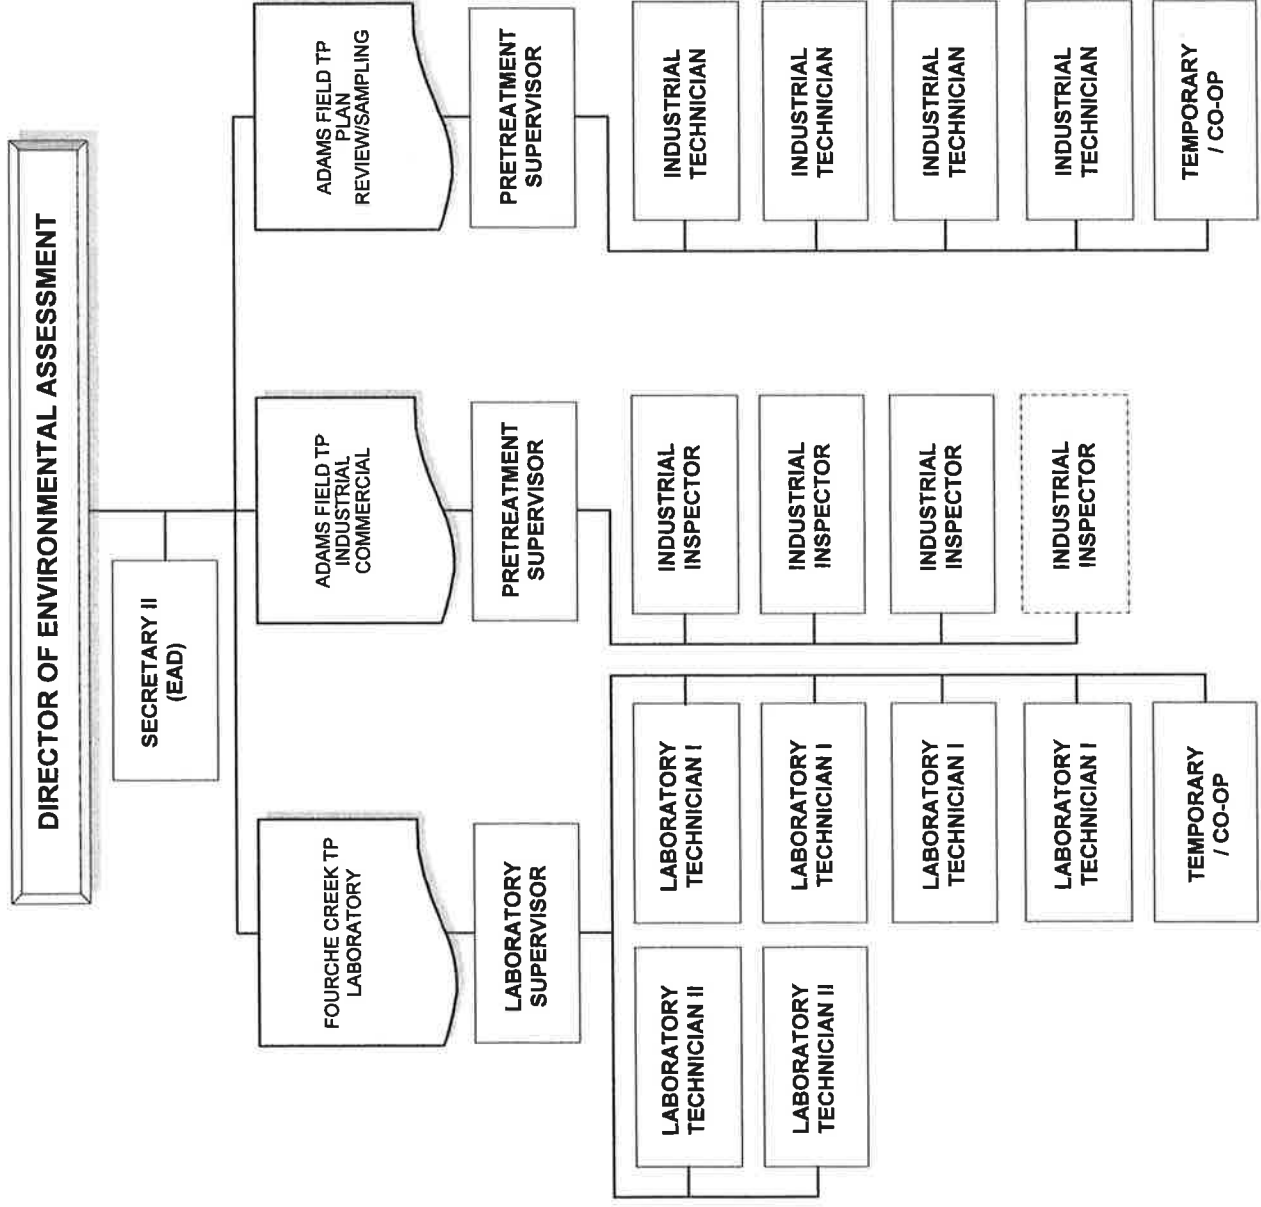 DIRECTOR OF ENVIRONMENTAL ASSESSMENT
SECRETARY II
(EAD)
FOURCHE CREEK TP
LABORATORY
LABORATORY
SUPERVISOR
LABORATORY
TECHNICIAN II
LABORATORY
TECHNICIAN II
LABORATORY
TECHNICIAN I
LABORATORY
TECHNICIAN I
LABORATORY
TECHNICIAN I
LABORATORY
TECHNICIAN I
TEMPORARY
/ CO-OP
ADAMS FIELD TP
INDUSTRIAL
COMMERCIAL
PRETREATMENT
SUPERVISOR
INDUSTRIAL
INSPECTOR
INDUSTRIAL
INSPECTOR
INDUSTRIAL
INSPECTOR
INDUSTRIAL
INSPECTOR
ADAMS FIELD TP
PLAN
REVIEW/SAMPLING
PRETREATMENT
SUPERVISOR
INDUSTRIAL
TECHNICIAN
INDUSTRIAL
TECHNICIAN
INDUSTRIAL
TECHNICIAN
INDUSTRIAL
TECHNICIAN
TEMPORARY
/ CO-OP